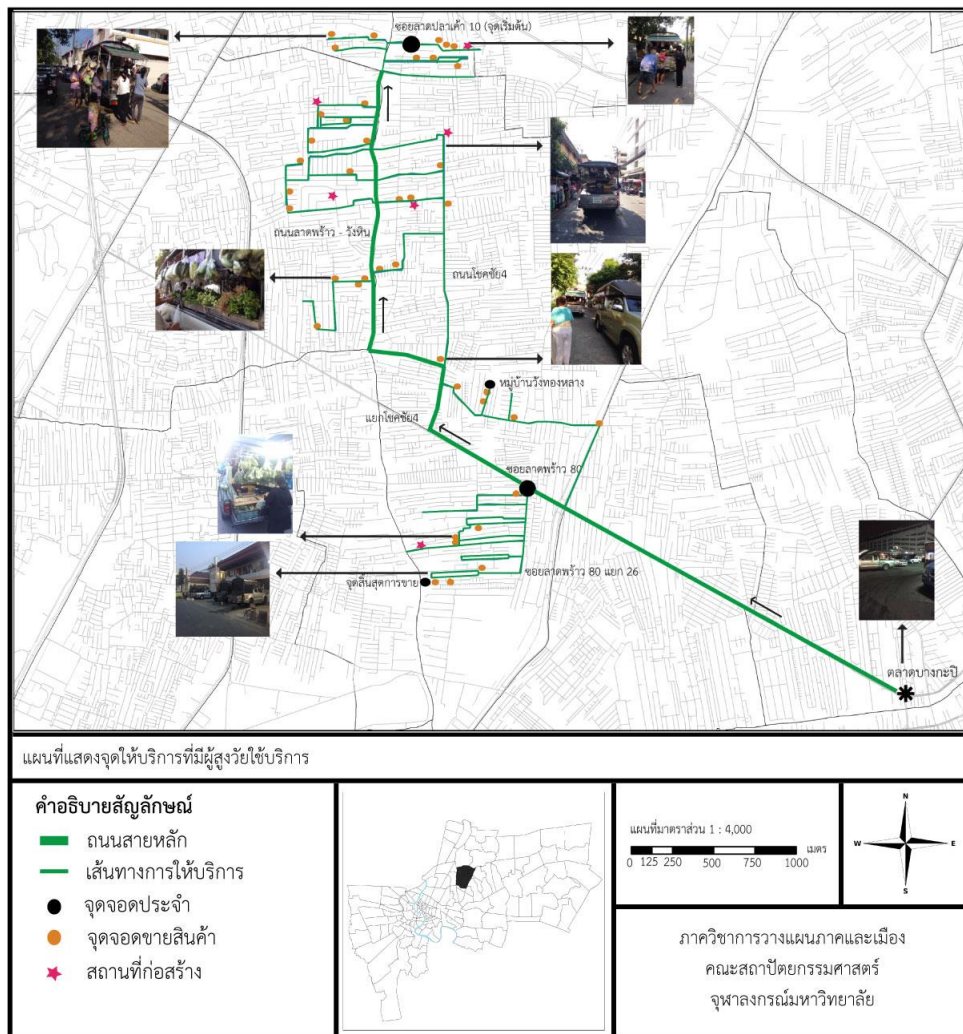 ซอยลาดปลาเค้า 10 (จุดเริ่มต้น)
ถนนลาดพร้าว - วังหิน
ถนนโชคชัย4
หมู่บ้านวังทองหลาง
แยกโชคชัย4
ซอยลาดพร้าว 80
ซอยลาดพร้าว 80 แยก 26
จุดสิ้นสุดการขาย
ตลาดบางกะปิ
แผนที่แสดงจุดให้บริการที่มีผู้สูงวัยใช้บริการ
คำอธิบายสัญลักษณ์
ถนนสายหลัก
เส้นทางการให้บริการ
จุดจอดประจำ
จุดจอดขายสินค้า
สถานที่ก่อสร้าง
แผนที่มาตราส่วน 1 : 4,000
เมตร
0 125 250 500 750 1000
N
W E
S
ภาควิชาการวางแผนภาคและเมือง
คณะสถาปัตยกรรมศาสตร์
จุฬาลงกรณ์มหาวิทยาลัย